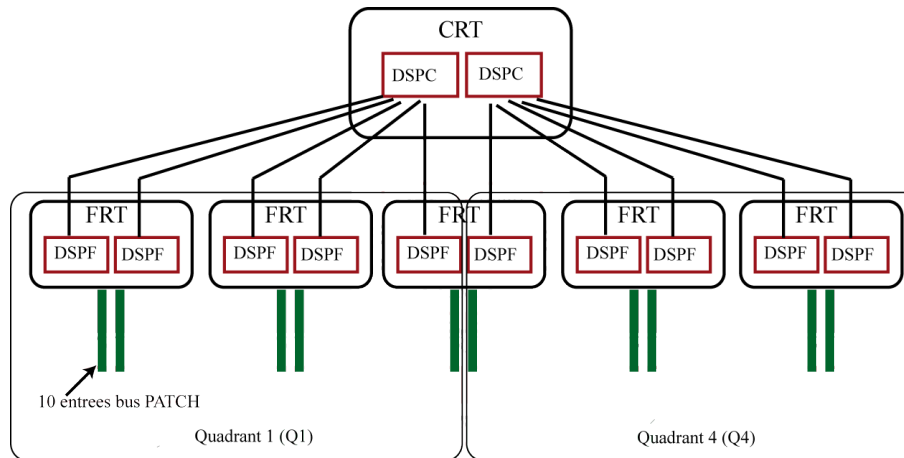 CRT
DSPC DSPC
FRT FRT FRT FRT FRT
DSPF DSPF DSPF DSPF DSPF DSPF DSPF DSPF DSPF DSPF
10 entrees bus PATCH
Quadrant 1 (Q1) Quadrant 4 (Q4)